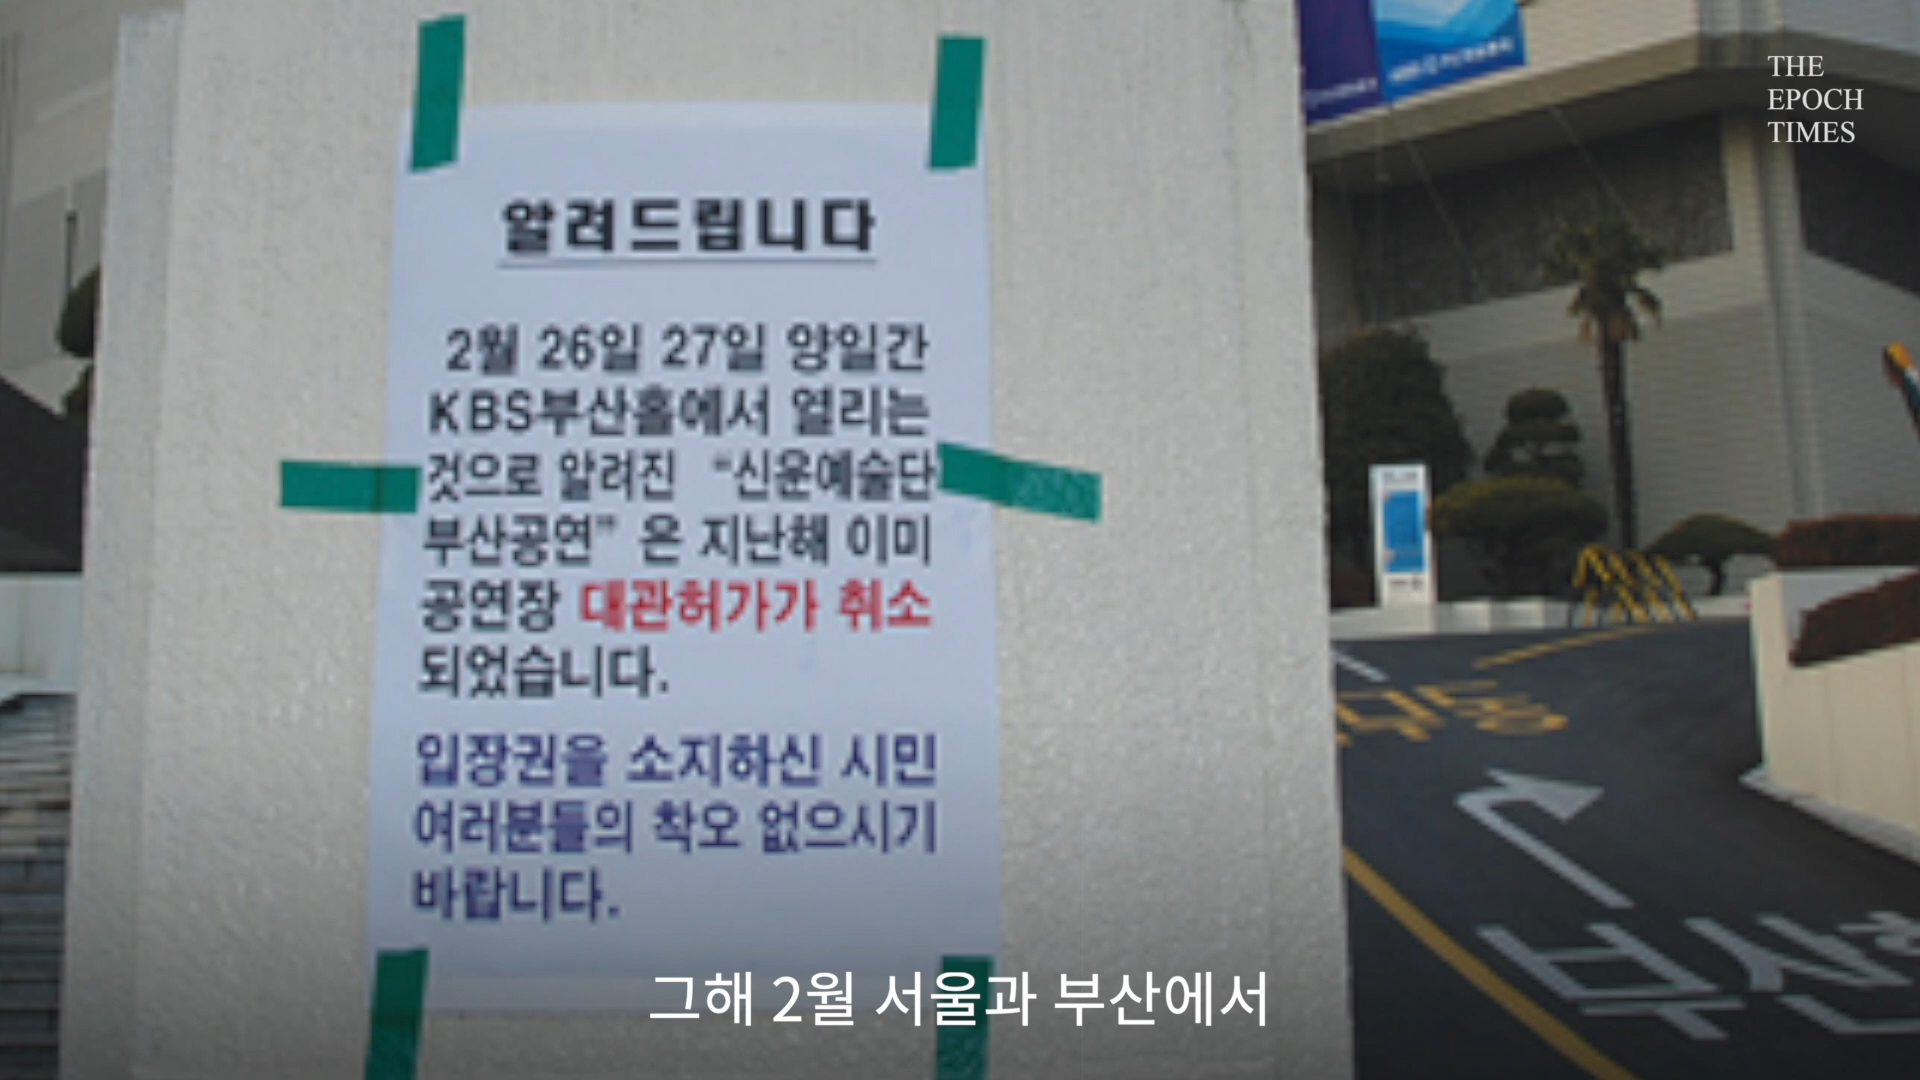 THE
EPOCH
TIMES
알려드립니다
2월 26일 27일 양일간
KBS부산홀에서 열리는
것으로 알려진 "신운예술단
부산공연" 은 지난해 이미
공연장 대관허가가 취소
되었습니다.
입장권을 소지하신 시민
여러분들의 착오 없으시기
바랍니다.
그해 2월 서울과 부산에서